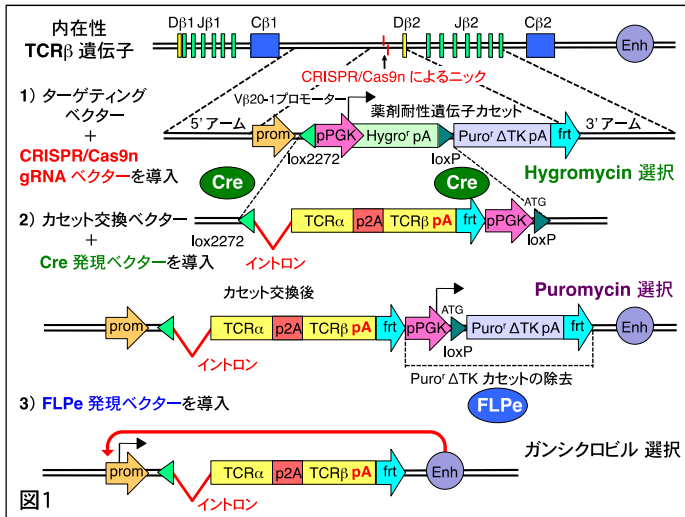 内在性
TCRβ 遺伝子
Dβ1 Jβ1 Cβ1 Dβ2 Jβ2 Cβ2
Enh
CRISPR/Cas9n によるニック
1）ターゲティング
ベクター
+
CRISPR/Cas9n
gRNA ベクターを導入
Vβ20-1プロモーター
薬剤耐性遺伝子カセット
5’ アーム
3’ アーム
prom pPGK Hygroʳ pA Puroʳ ΔTK pA frt
lox2272 loxP
Hygromycin 選択
Cre Cre
2）カセット交換ベクター
+
Cre 発現ベクターを導入
TCRα p2A TCRβ pA frt pPGK ATG
lox2272 loxP
イントロン
カセット交換後
Puromycin 選択
prom TCRα p2A TCRβ pA frt pPGK ATG Puroʳ ΔTK pA frt Enh
loxP
イントロン
Puroʳ ΔTK カセットの除去
3）FLPe 発現ベクターを導入
FLPe
ガンシクロビル 選択
prom TCRα p2A TCRβ pA frt Enh
イントロン
図1